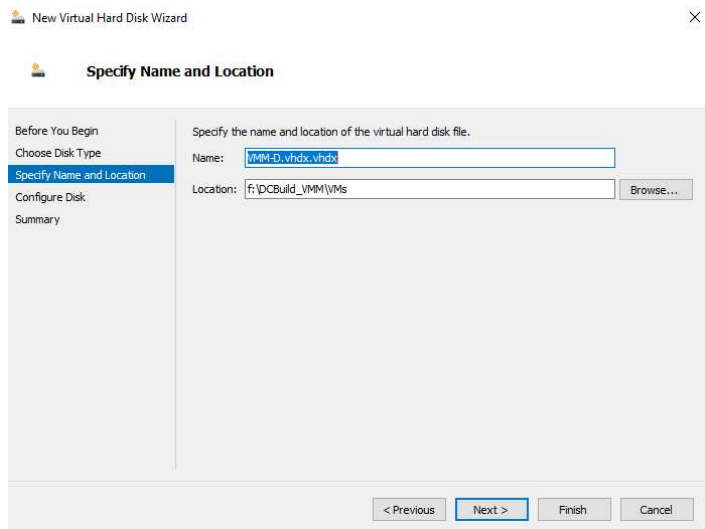 New Virtual Hard Disk Wizard
Specify Name and Location
Before You Begin
Choose Disk Type
Specify Name and Location
Configure Disk
Summary
Specify the name and location of the virtual hard disk file.
Name: VMM-D.vhdx.vhdx
Location: f:\DCBuild_VMM\VMs Browse...
< Previous Next > Finish Cancel